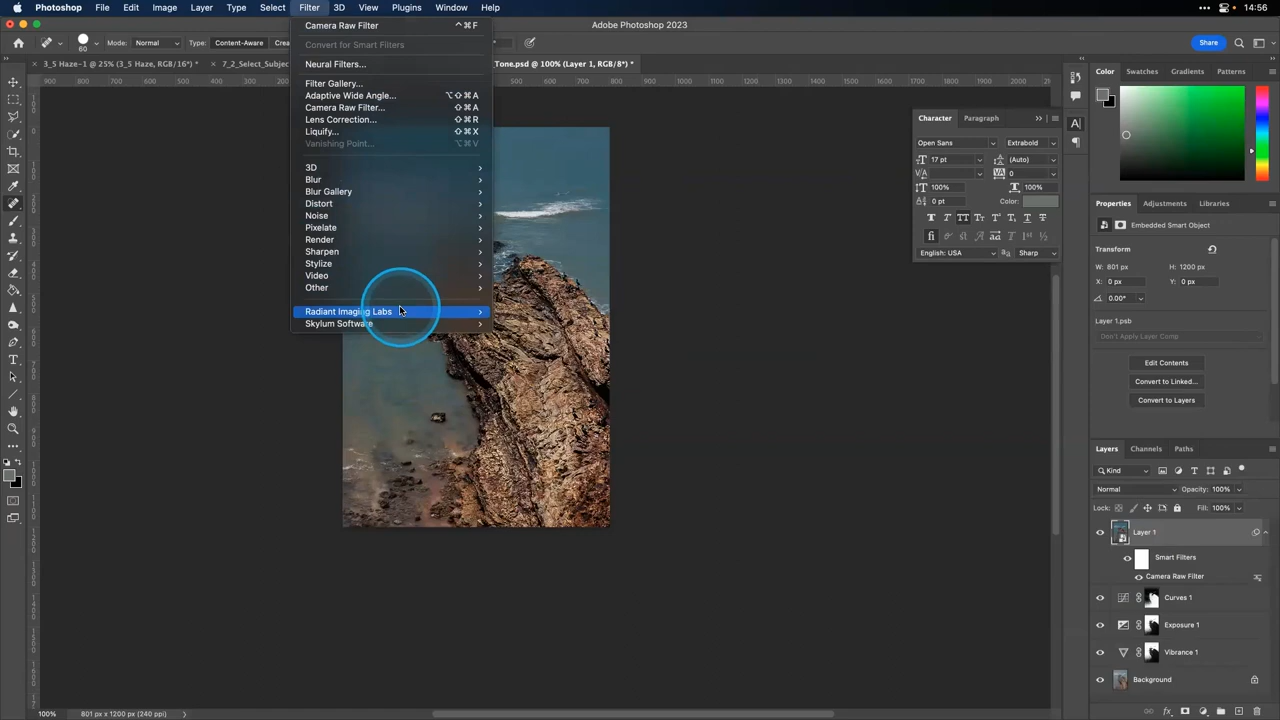 Photoshop File Edit Image Layer Type Select Filter 3D View Plugins Window Help 14:56
Adobe Photoshop 2023
60 Mode: Normal Type: Content-Aware Share
3_5 Haze-1 @ 25% (3_5 Haze, RGB/16*) * 7_2_Select_Subjec Tone.psd @ 100% (Layer 1, RGB/8*) *
Camera Raw Filter ^⌘F
Convert for Smart Filters
Neural Filters...
Filter Gallery...
Adaptive Wide Angle... ⌥⇧⌘A
Camera Raw Filter... ⇧⌘A
Lens Correction... ⇧⌘R
Liquify... ⇧⌘X
Vanishing Point... ⌥⌘V
3D
Blur
Blur Gallery
Distort
Noise
Pixelate
Render
Sharpen
Stylize
Video
Other
Radiant Imaging Labs
Skylum Software
Color Swatches Gradients Patterns
Character Paragraph
Open Sans Extrabold
17 pt (Auto)
0
100% 100%
0 pt Color:
English: USA Sharp
Properties Adjustments Libraries
Embedded Smart Object
Transform
W: 801 px H: 1200 px
X: 0 px Y: 0 px
0.00°
Layer 1.psb
Don't Apply Layer Comp
Edit Contents
Convert to Linked...
Convert to Layers
Layers Channels Paths
Kind
Normal Opacity: 100%
Lock: Fill: 100%
Layer 1
Smart Filters
Camera Raw Filter
Curves 1
Exposure 1
Vibrance 1
Background
100% 801 px x 1200 px (240 ppi)